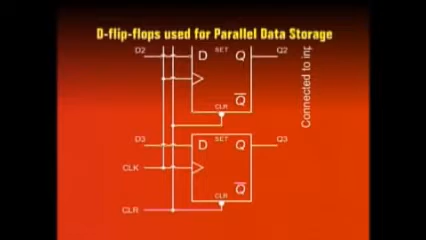 D-flip-flops used for Parallel Data Storage
D2 D SET Q Q2
Q
CLR
Connected to
D3 D SET Q Q3
CLK
Q
CLR CLR